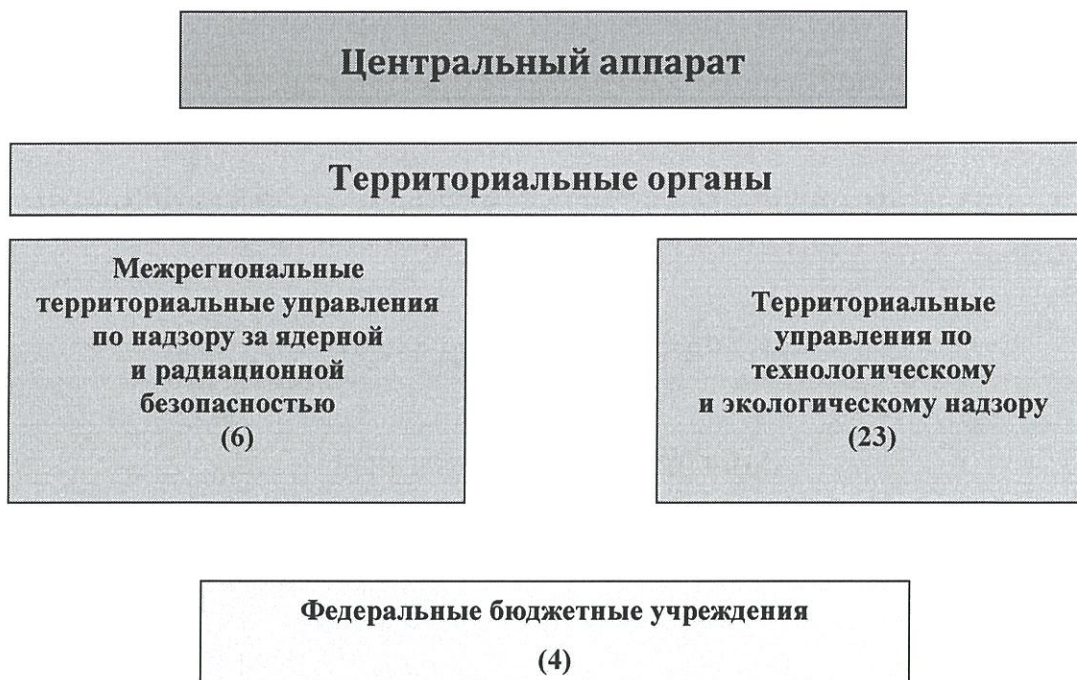 Центральный аппарат
Территориальные органы
Межрегиональные
территориальные управления
по надзору за ядерной
и радиационной
безопасностью
(6)
Территориальные
управления по
технологическому
и экологическому надзору
(23)
Федеральные бюджетные учреждения
(4)